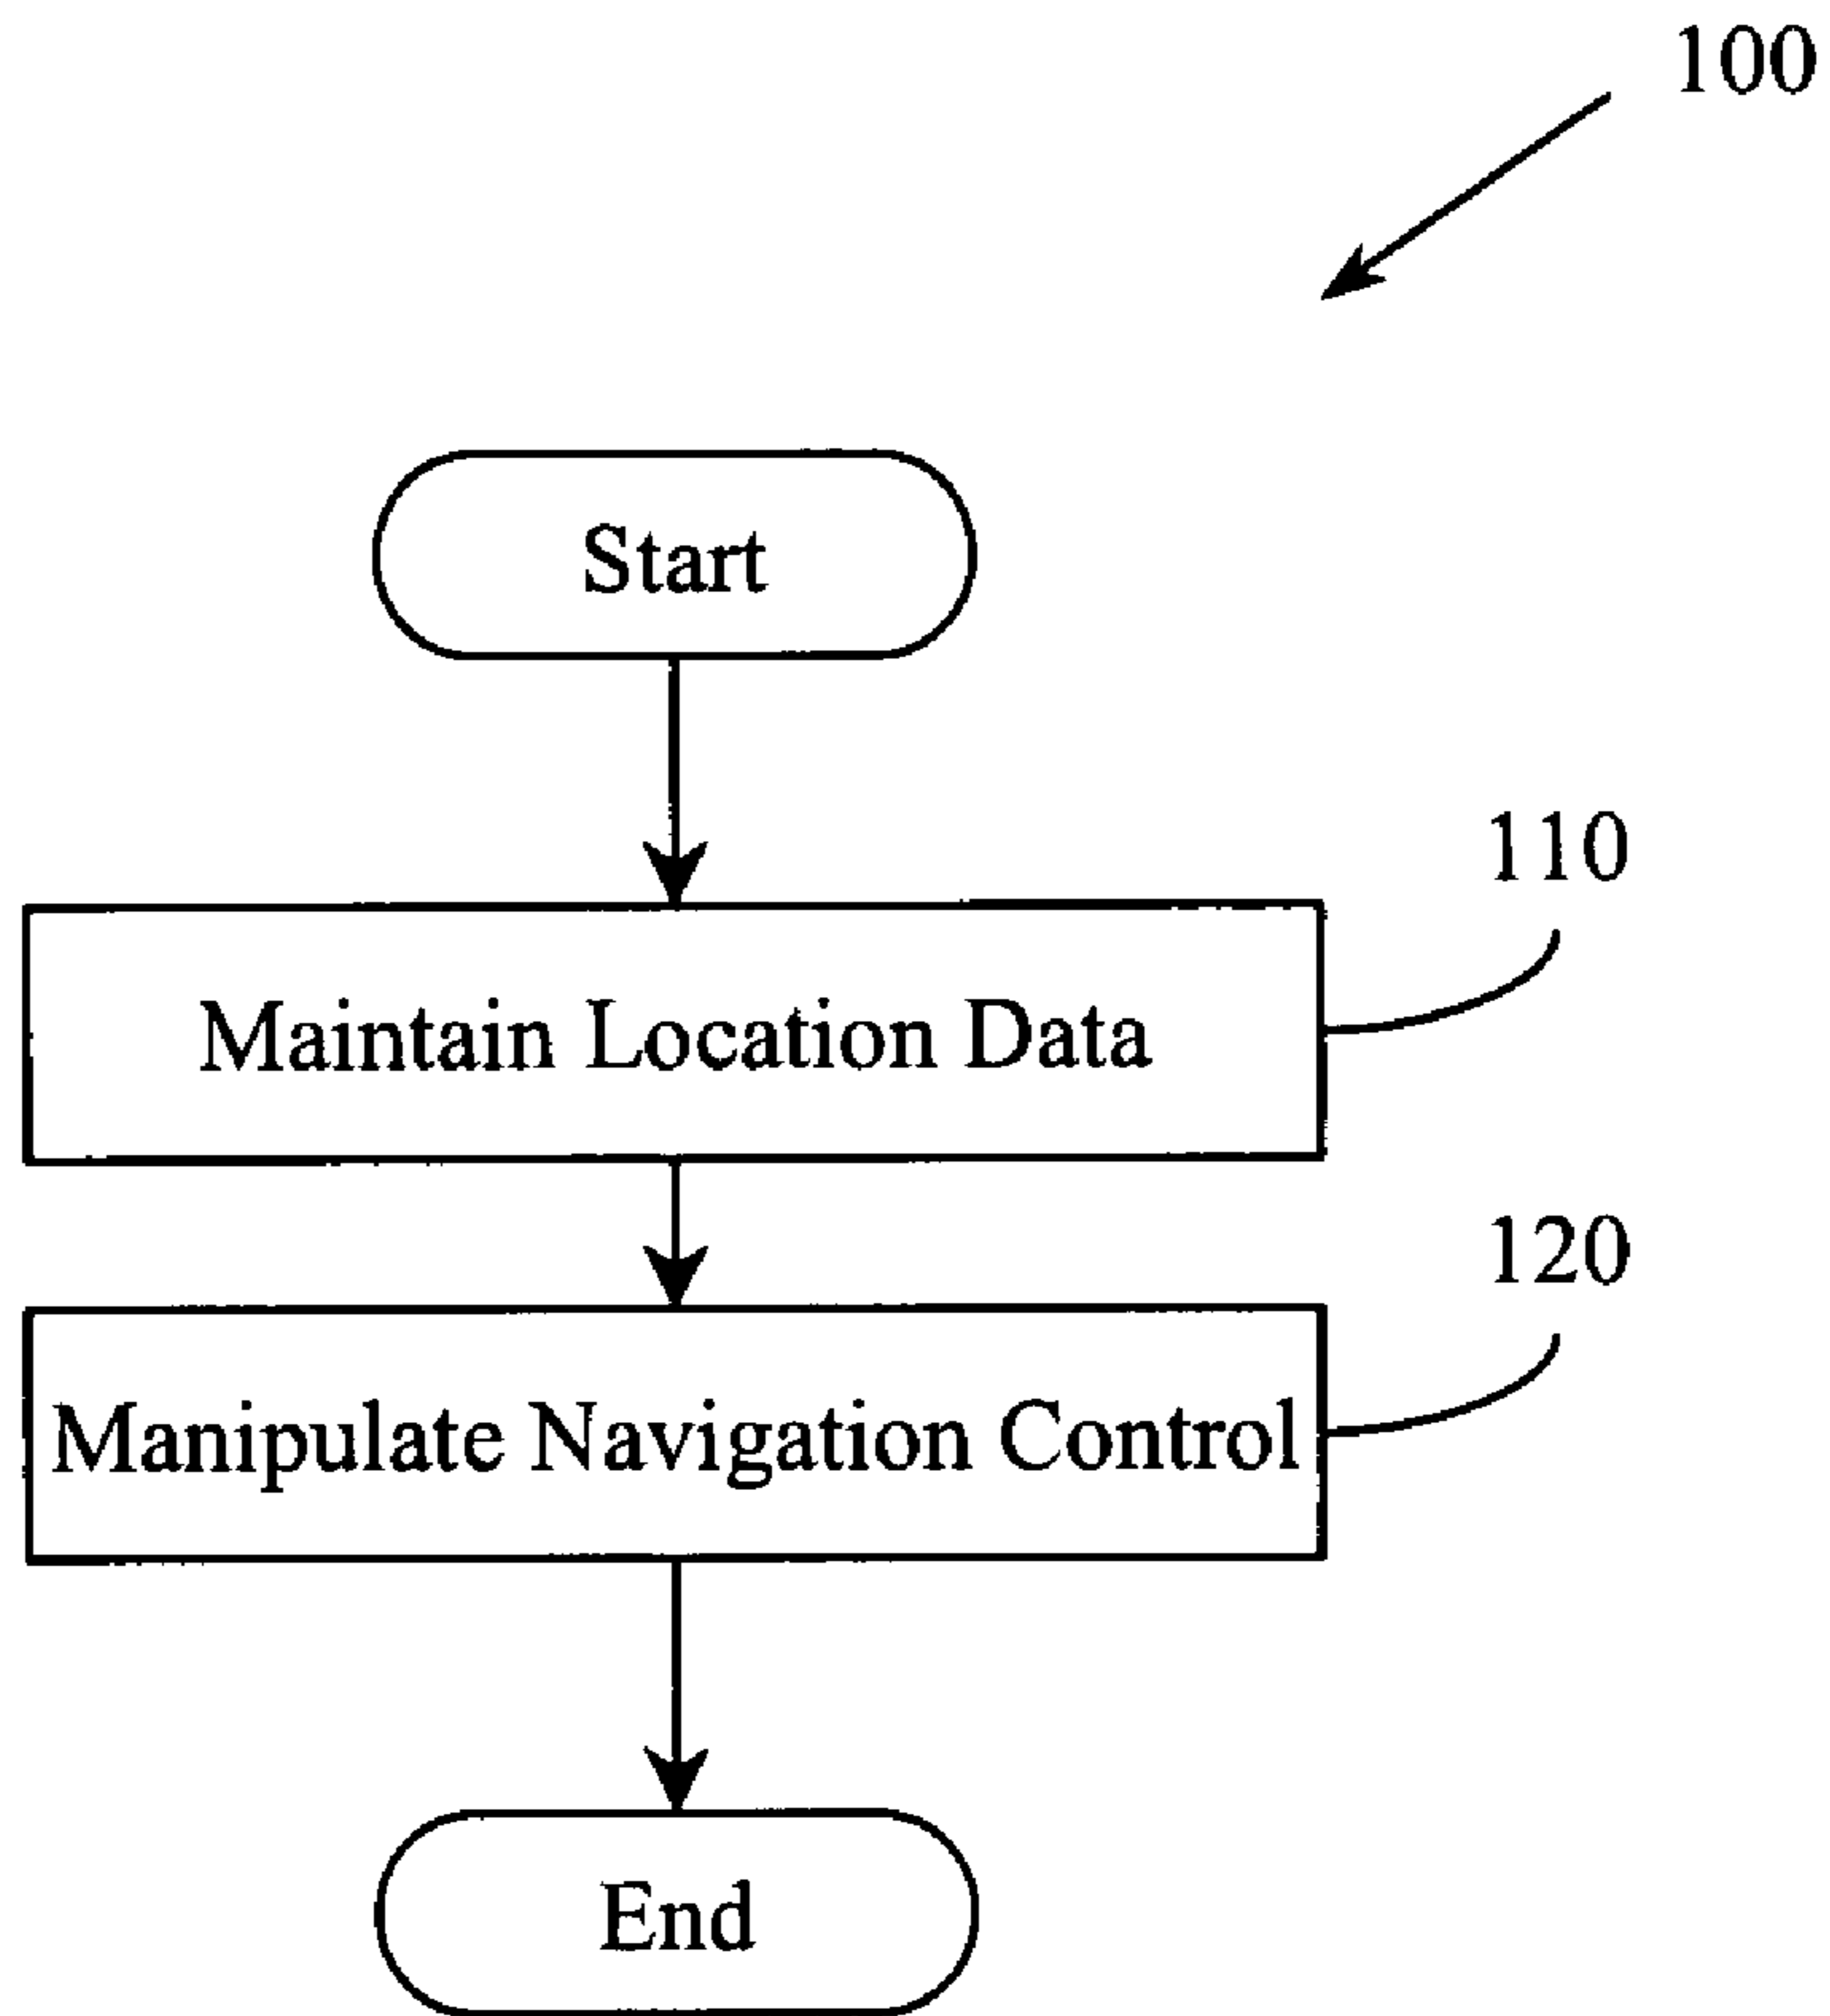 100
Start
110
Maintain Location Data
120
Manipulate Navigation Control
End